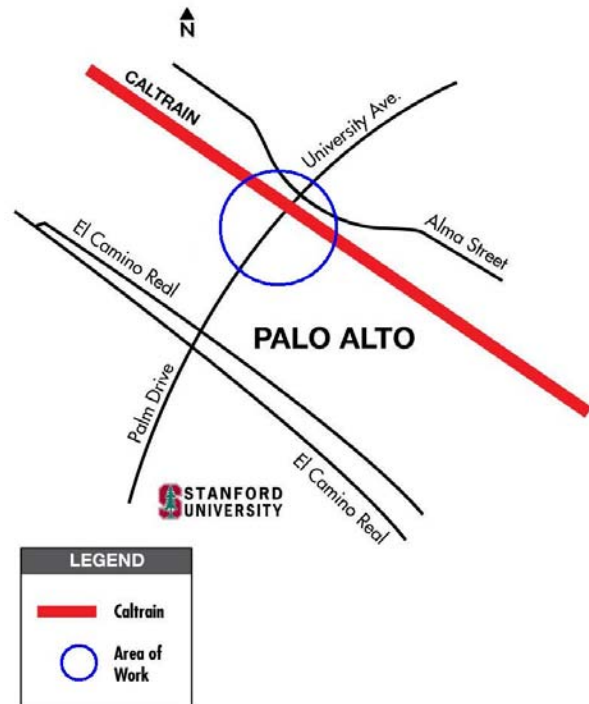 N
CALTRAIN
University Ave.
Alma Street
El Camino Real
PALO ALTO
Palm Drive
El Camino Real
STANFORD
UNIVERSITY
LEGEND
Caltrain
Area of
Work